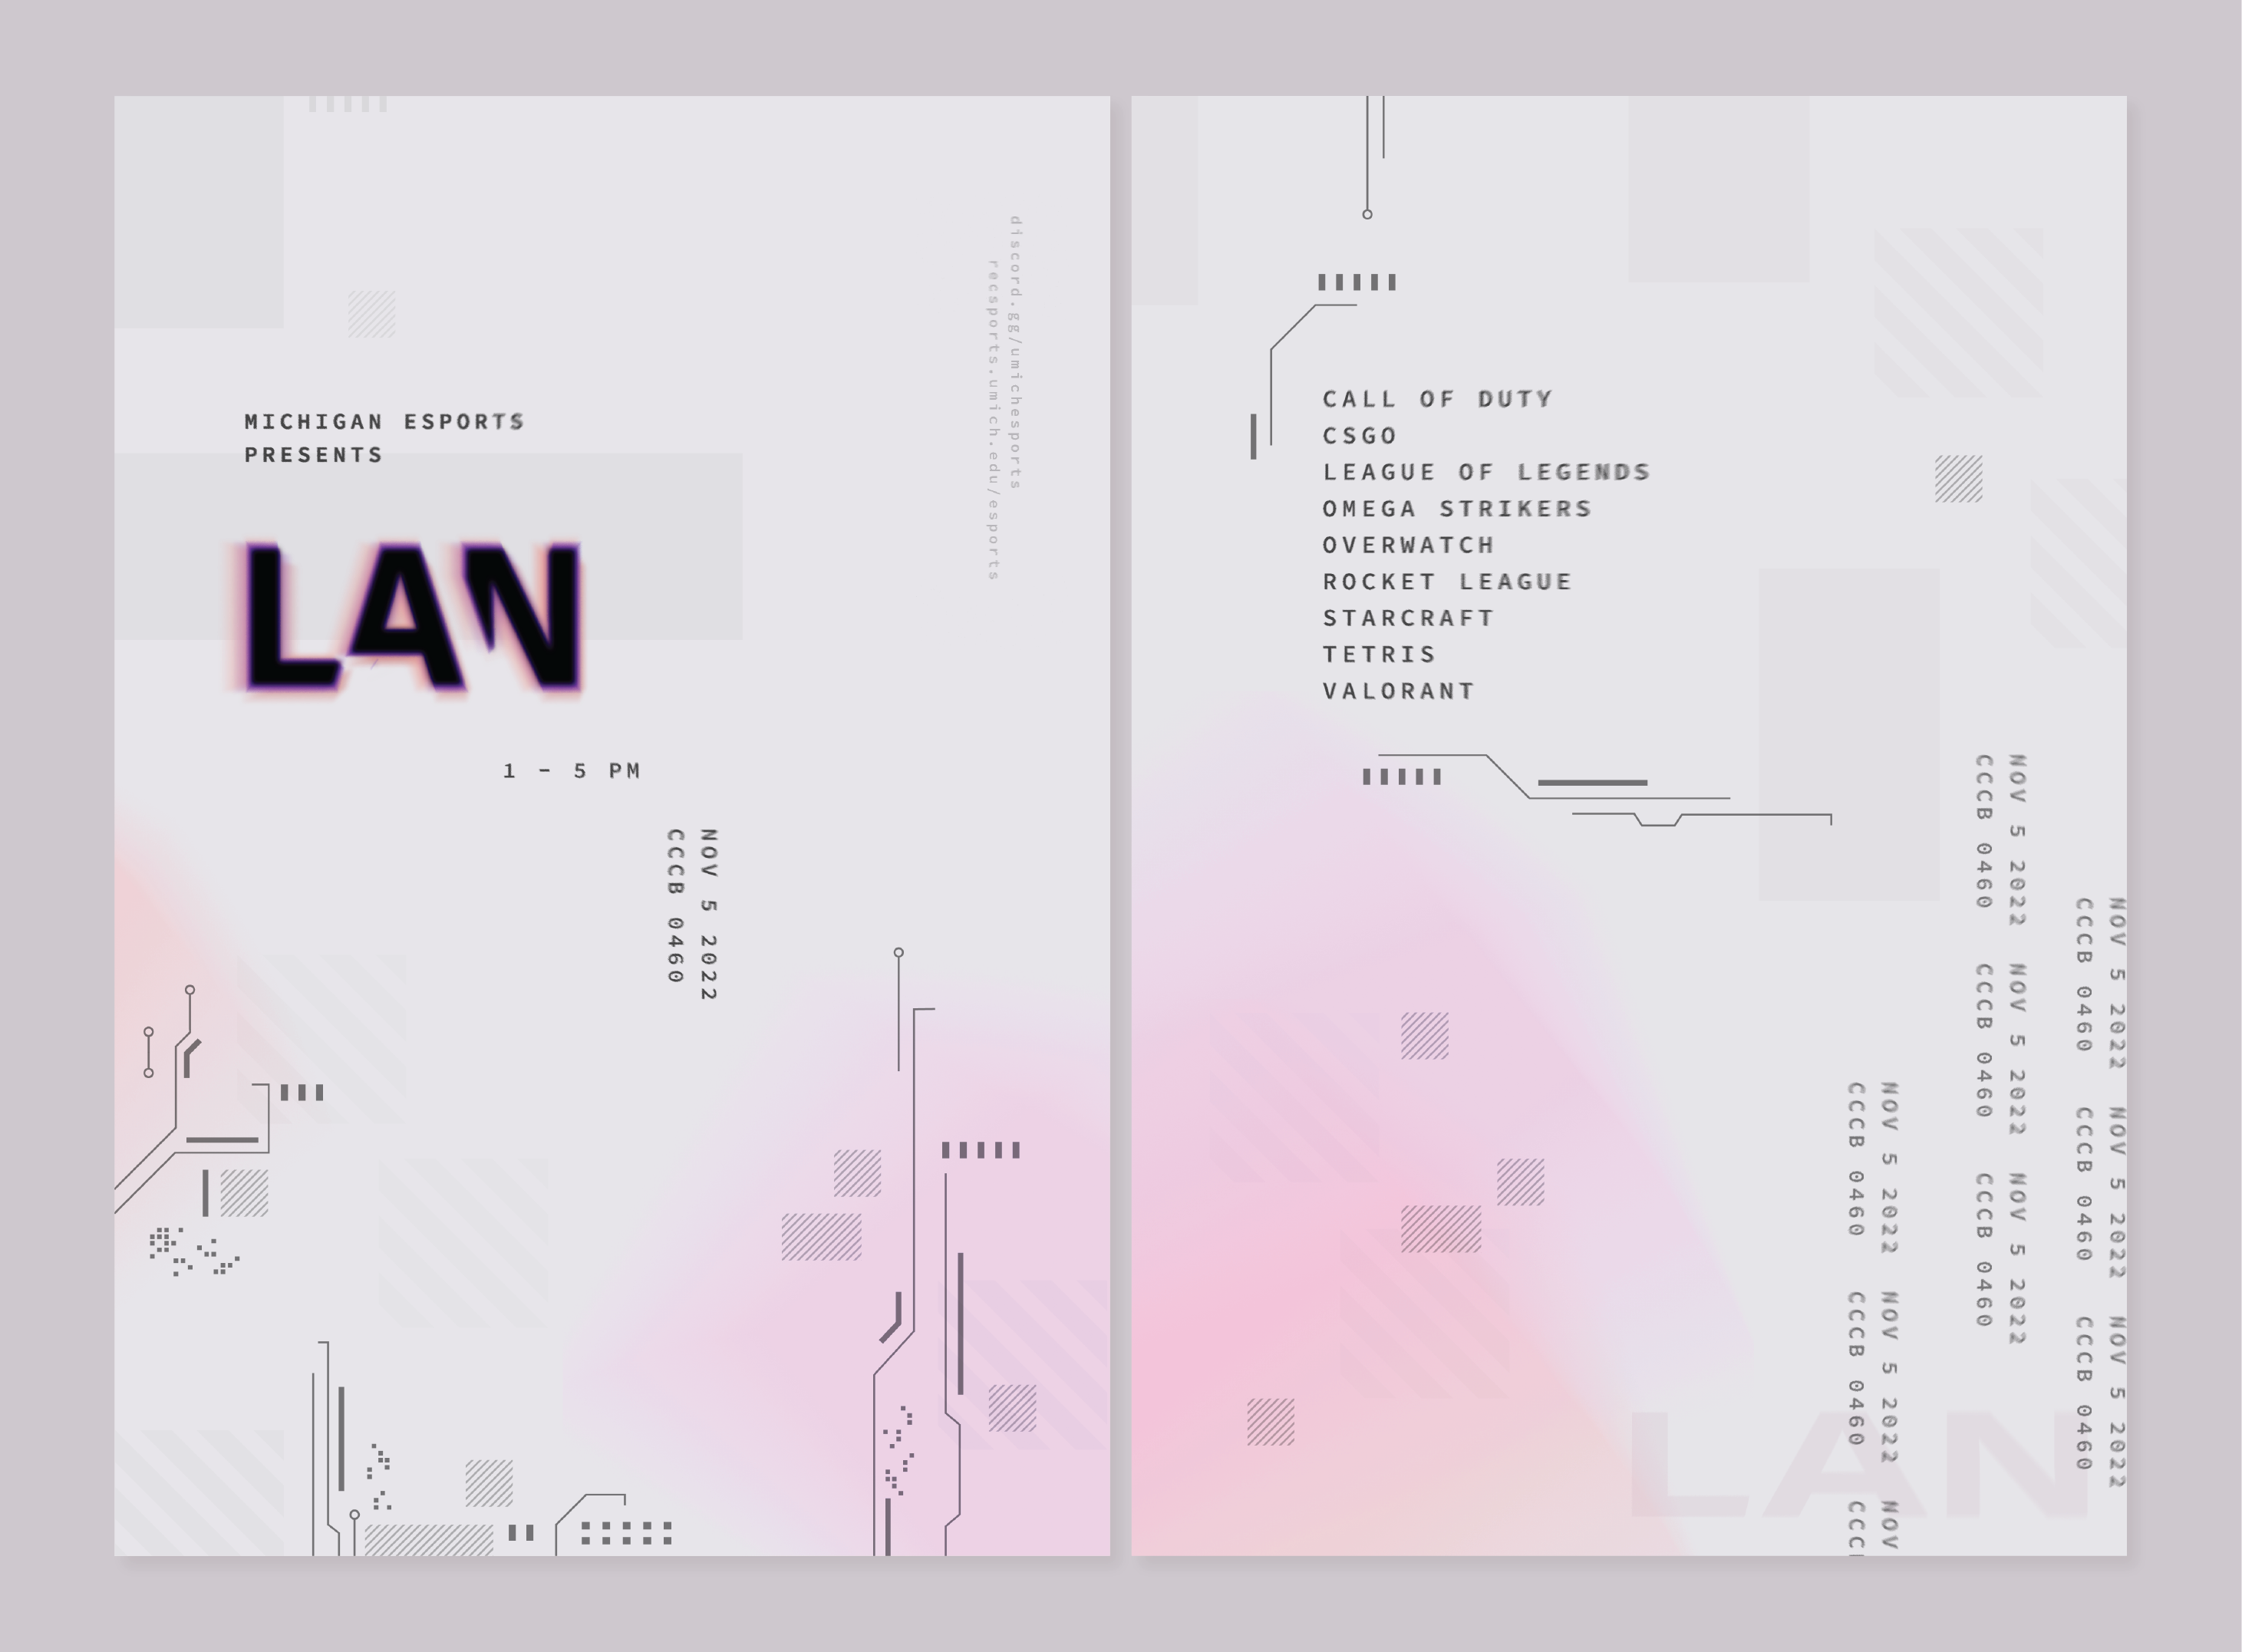 MICHIGAN ESPORTS
PRESENTS
LAN
1 – 5 PM
NOV 5 2022
CCCB 0460
discord.gg/umichesports
recsports.umich.edu/esports
CALL OF DUTY
CSGO
LEAGUE OF LEGENDS
OMEGA STRIKERS
OVERWATCH
ROCKET LEAGUE
STARCRAFT
TETRIS
VALORANT
NOV 5 2022 NOV 5 2022 NOV 5 2022
CCCB 0460 CCCB 0460 CCCB 0460
NOV 5 2022 NOV 5 2022 NOV 5 2022
CCCB 0460 CCCB 0460 CCCB 0460
NOV 5 2022 NOV 5 2022 NOV
CCCB 0460 CCCB 0460 CCC
LAN